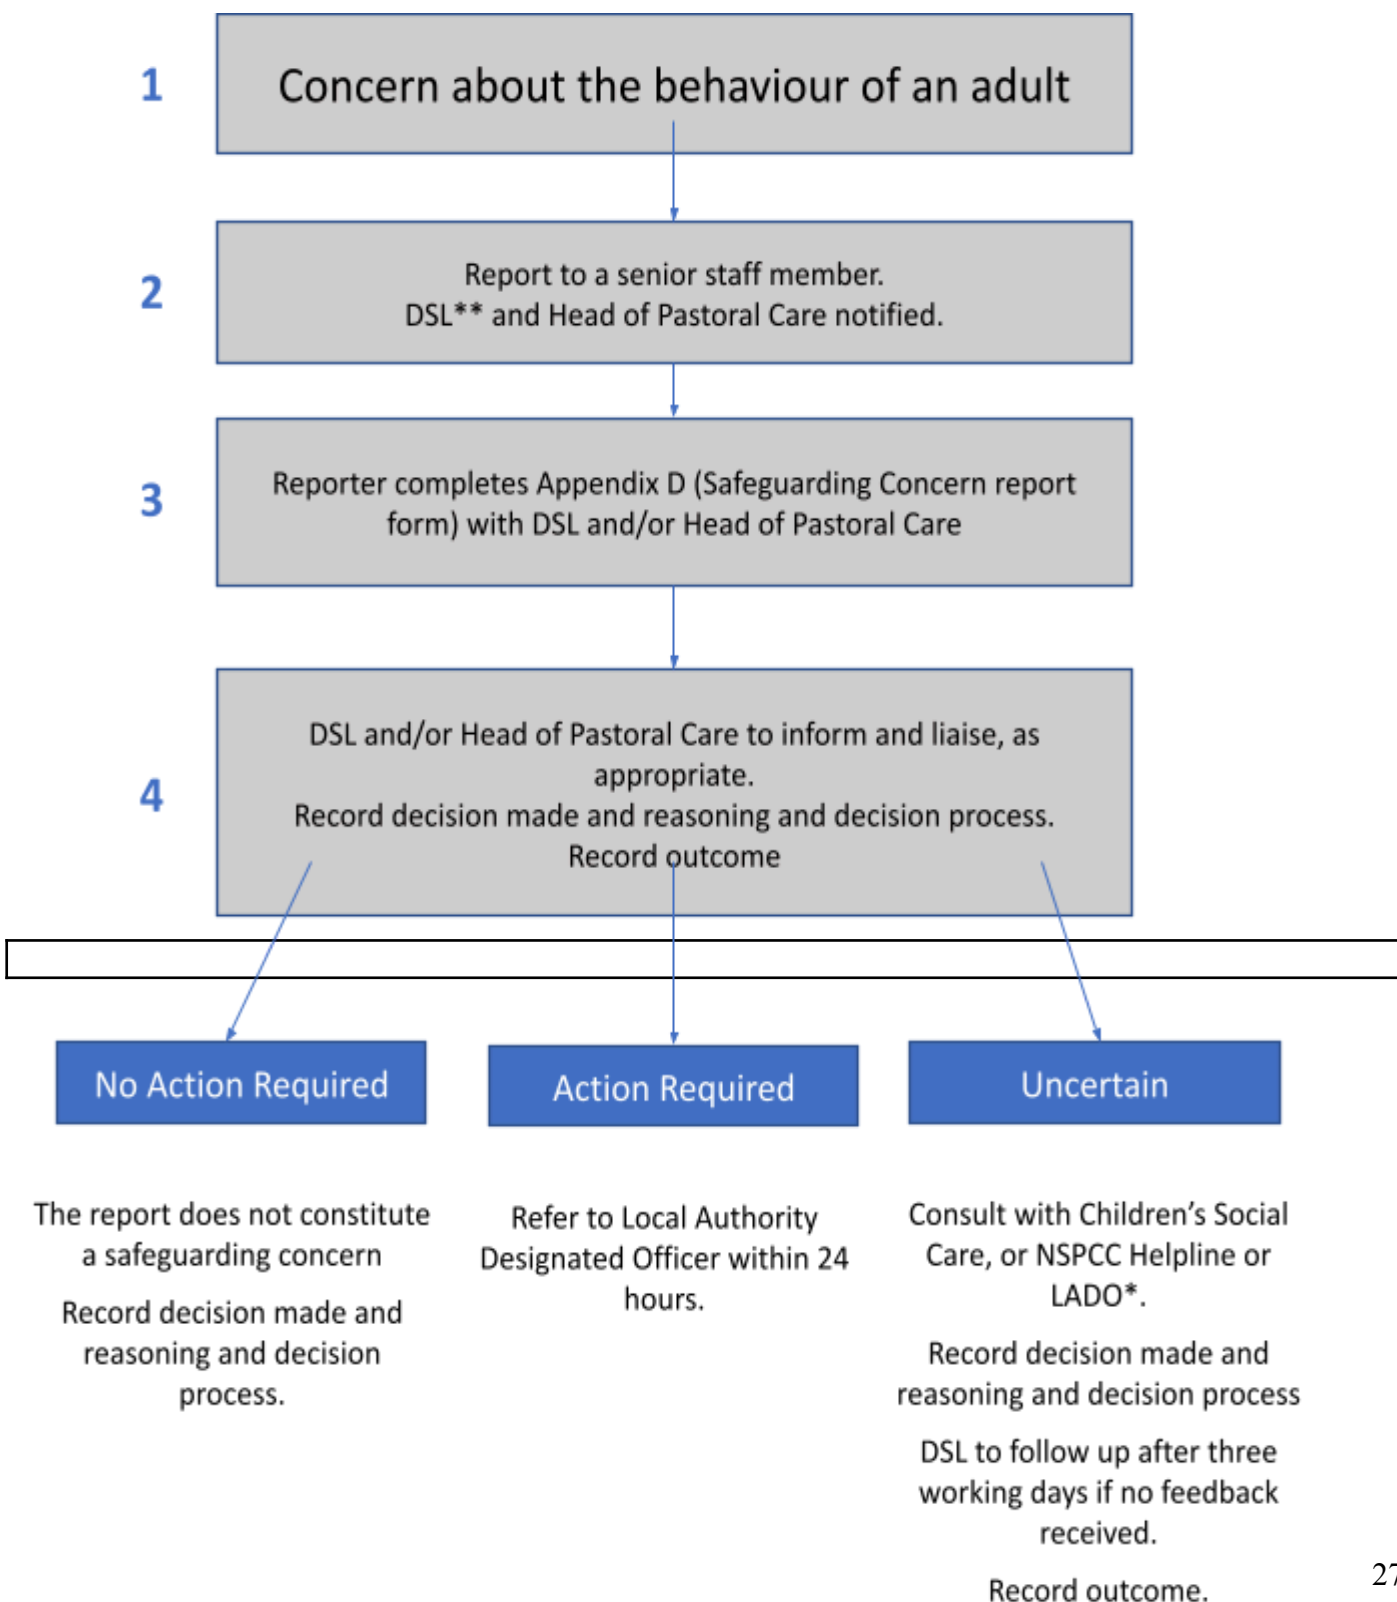 1
Concern about the behaviour of an adult
2
Report to a senior staff member.
DSL** and Head of Pastoral Care notified.
3
Reporter completes Appendix D (Safeguarding Concern report
form) with DSL and/or Head of Pastoral Care
4
DSL and/or Head of Pastoral Care to inform and liaise, as
appropriate.
Record decision made and reasoning and decision process.
Record outcome
No Action Required
The report does not constitute
a safeguarding concern
Record decision made and
reasoning and decision
process.
Action Required
Refer to Local Authority
Designated Officer within 24
hours.
Uncertain
Consult with Children’s Social
Care, or NSPCC Helpline or
LADO*.
Record decision made and
reasoning and decision process
DSL to follow up after three
working days if no feedback
received.
Record outcome.
27